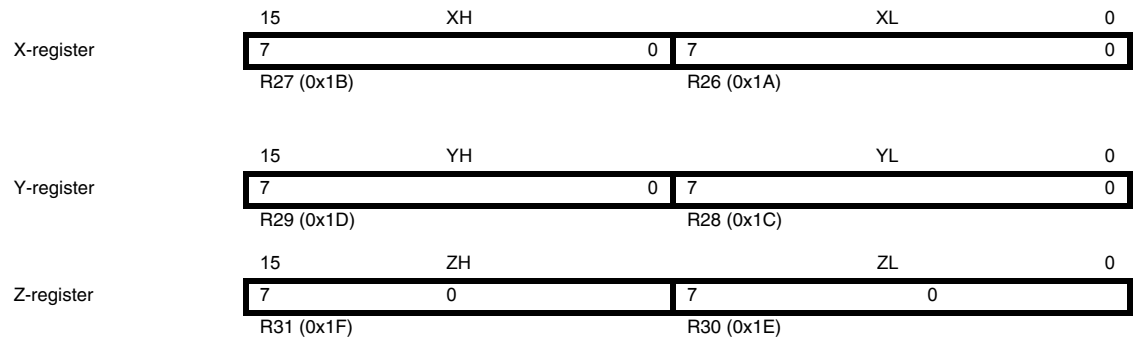 15 XH XL 0
X-register 7 0 7 0
R27 (0x1B) R26 (0x1A)
15 YH YL 0
Y-register 7 0 7 0
R29 (0x1D) R28 (0x1C)
15 ZH ZL 0
Z-register 7 0 7 0
R31 (0x1F) R30 (0x1E)